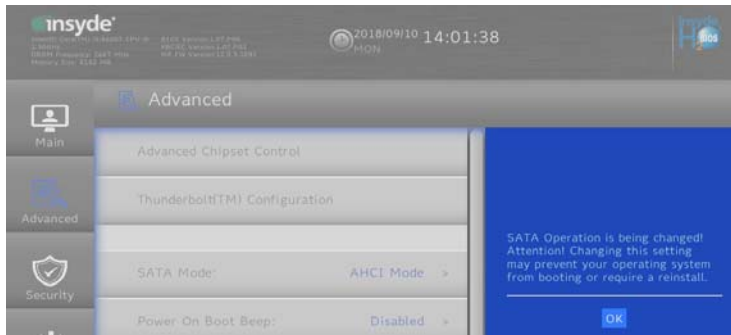 insyde
2018/09/10 14:01:38
MON
H2O BIOS
Advanced
Main
Advanced Chipset Control
Thunderbolt(TM) Configuration
Advanced
SATA Mode: AHCI Mode >
Security
Power On Boot Beep: Disabled >
SATA Operation is being changed!
Attention! Changing this setting
may prevent your operating system
from booting or require a reinstall.
OK